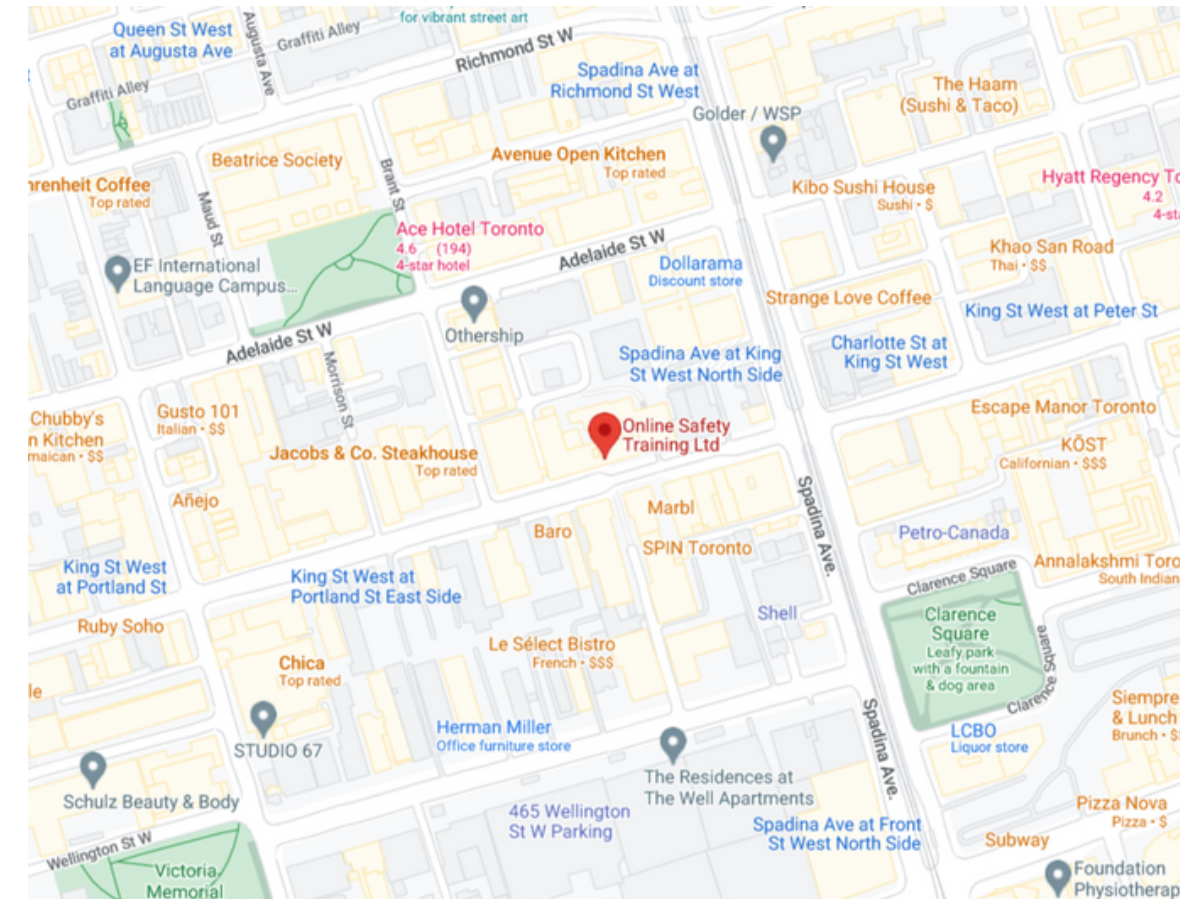 for vibrant street art
Queen St West
at Augusta Ave
Augusta Ave
Graffiti Alley
Richmond St W
Spadina Ave at
Richmond St West
Graffiti Alley
The Haam
(Sushi & Taco)
Golder / WSP
Beatrice Society
Avenue Open Kitchen
Top rated
Brant St
Maud St
Top rated
Coffee
Kibo Sushi House
Sushi • $
Hyatt Regency
4.2
Ace Hotel Toronto
4.6 (194)
4-star hotel
Adelaide St W
Khao San Road
Thai • $$
Dollarama
Discount store
EF International
Language Campus...
Strange Love Coffee
King St West at Peter St
Othership
Adelaide St W
Charlotte St at
King St West
Spadina Ave at King
St West North Side
Morrison St
Chubby's
n Kitchen
maican • $$
Gusto 101
Italian • $$
Escape Manor Toronto
Online Safety
Training Ltd
KŌST
Californian • $$$
Jacobs & Co. Steakhouse
Top rated
Añejo
Marbl
Spadina Ave.
Baro
SPIN Toronto
Petro-Canada
King St West
at Portland St
King St West at
Portland St East Side
Clarence Square
Annalakshmi Toro
South Indian
Clarence
Square
Leafy park
with a fountain
& dog area
Shell
Ruby Soho
Le Sélect Bistro
French • $$$
Clarence Square
Chica
Top rated
le
Siempre
& Lunch
Brunch • $
Spadina Ave.
Herman Miller
Office furniture store
LCBO
Liquor store
STUDIO 67
The Residences at
The Well Apartments
Schulz Beauty & Body
465 Wellington
St W Parking
Spadina Ave at Front
St West North Side
Pizza Nova
Pizza • $
Subway
Wellington St W
Victoria
Memorial
Foundation
Physiotherap